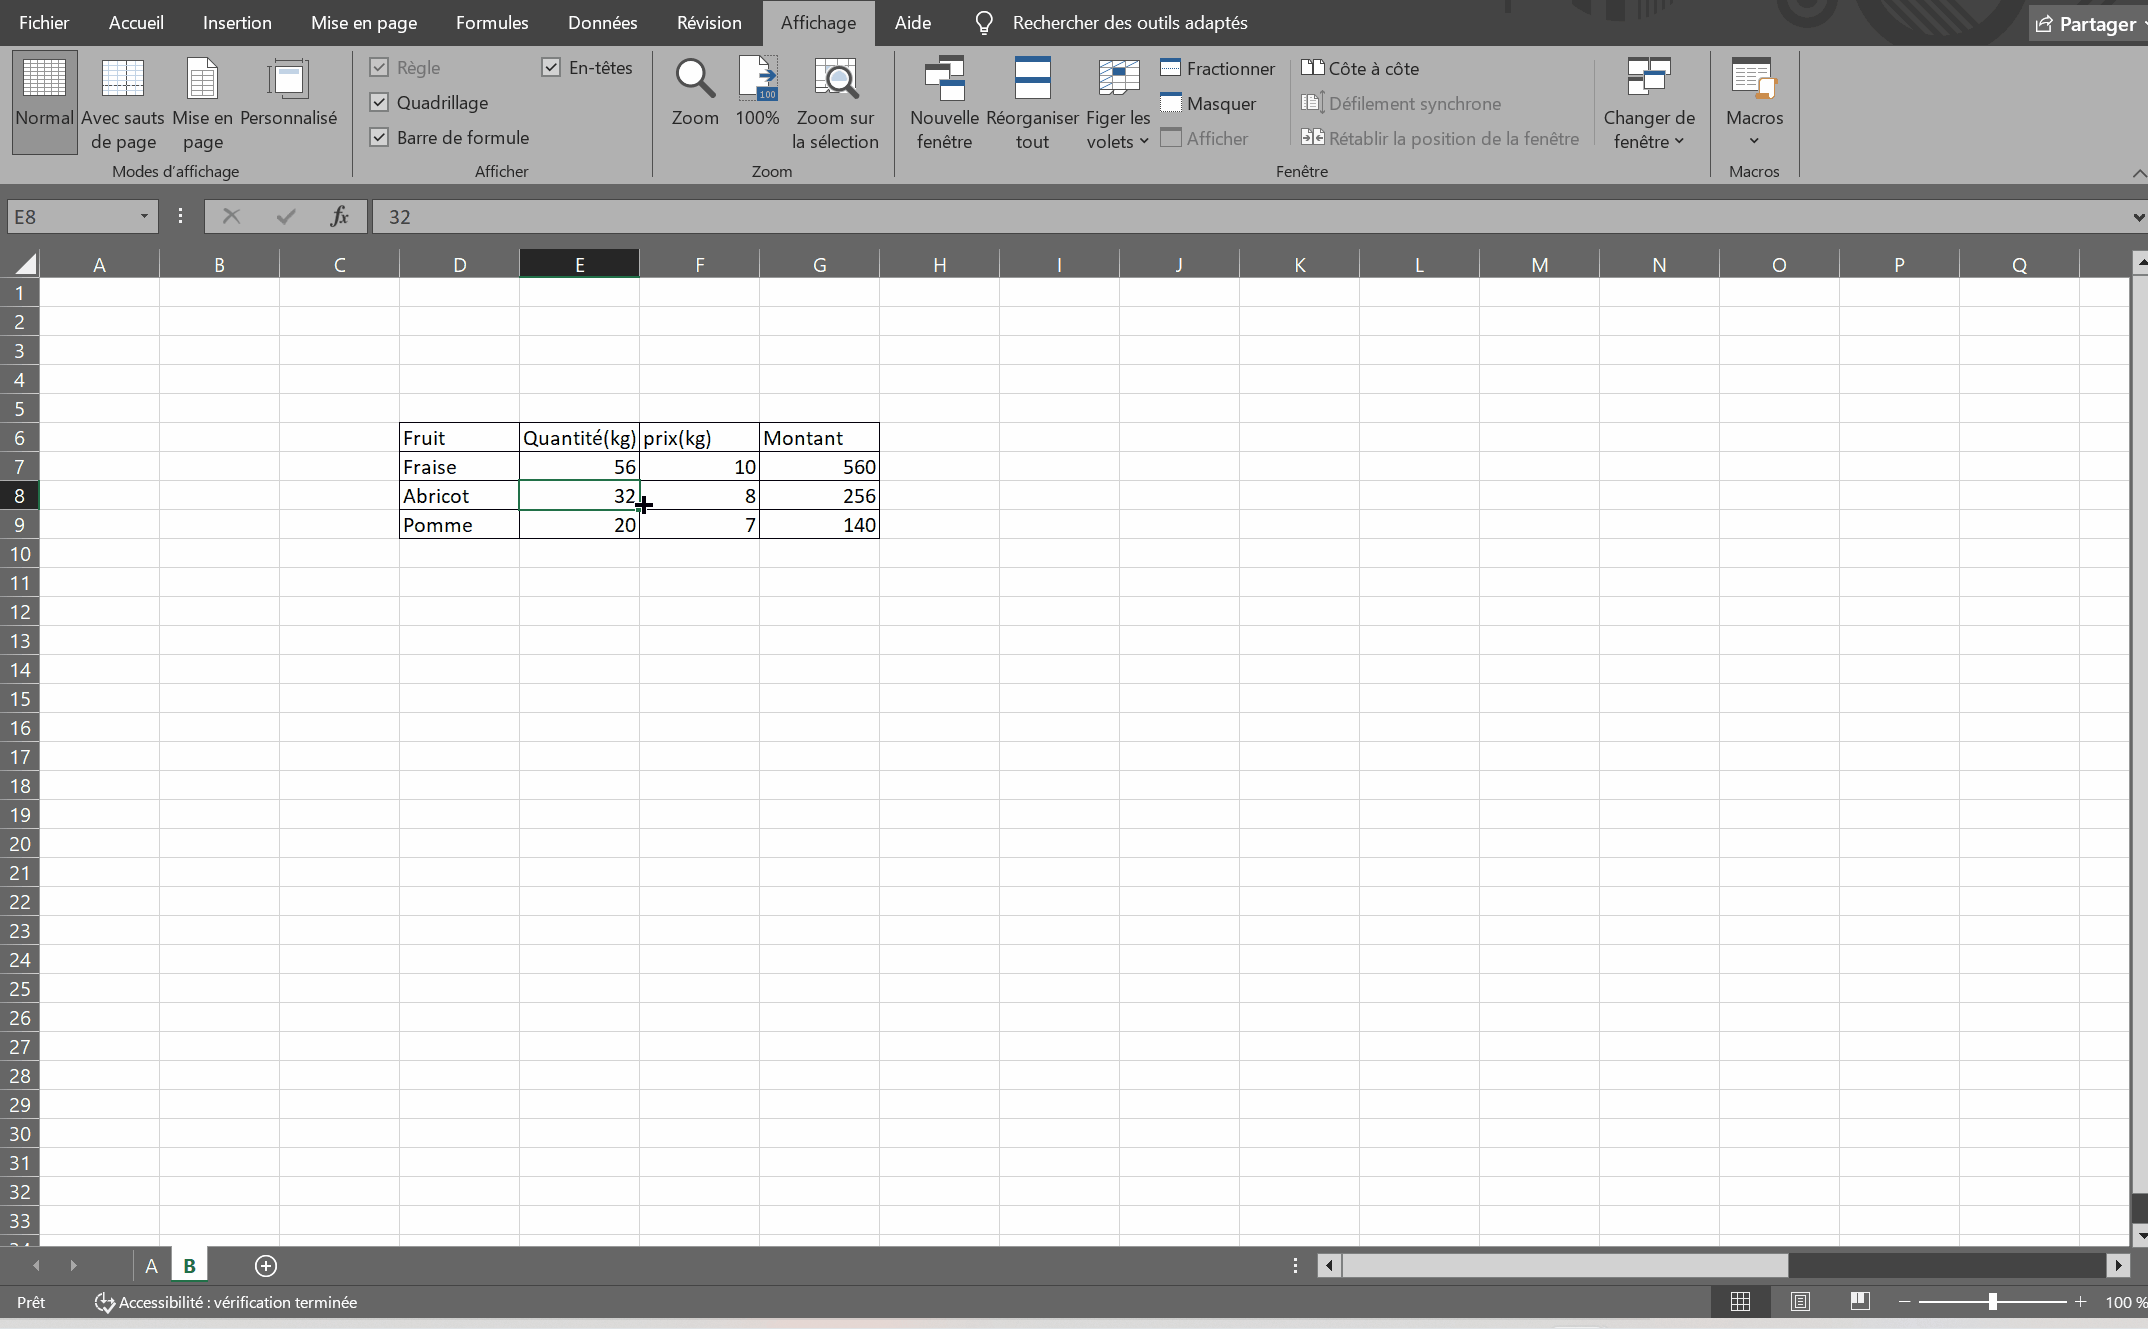 Fichier Accueil Insertion Mise en page Formules Données Révision Affichage Aide Rechercher des outils adaptés Partager
Règle En-têtes
Quadrillage
Barre de formule
Normal Avec sauts de page Mise en page Personnalisé
Modes d'affichage Afficher
Zoom 100% Zoom sur la sélection
100
Zoom
Nouvelle fenêtre Réorganiser tout Figer les volets
Fractionner
Masquer
Afficher
Côte à côte
Défilement synchrone
Rétablir la position de la fenêtre
Changer de fenêtre
Fenêtre
Macros
Macros
E8 fx 32
A B C D E F G H I J K L M N O P Q
1
2
3
4
5
6 Fruit Quantité(kg) prix(kg) Montant
7 Fraise 56 10 560
8 Abricot 32 8 256
9 Pomme 20 7 140
10
11
12
13
14
15
16
17
18
19
20
21
22
23
24
25
26
27
28
29
30
31
32
33
A B
Prêt Accessibilité : vérification terminée 100 %